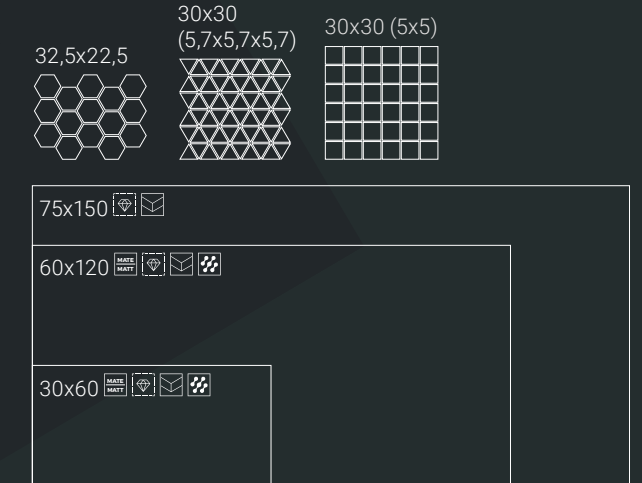 32,5x22,5
30x30
(5,7x5,7x5,7)
30x30 (5x5)
75x150
60x120 MATE MATT
30x60 MATE MATT